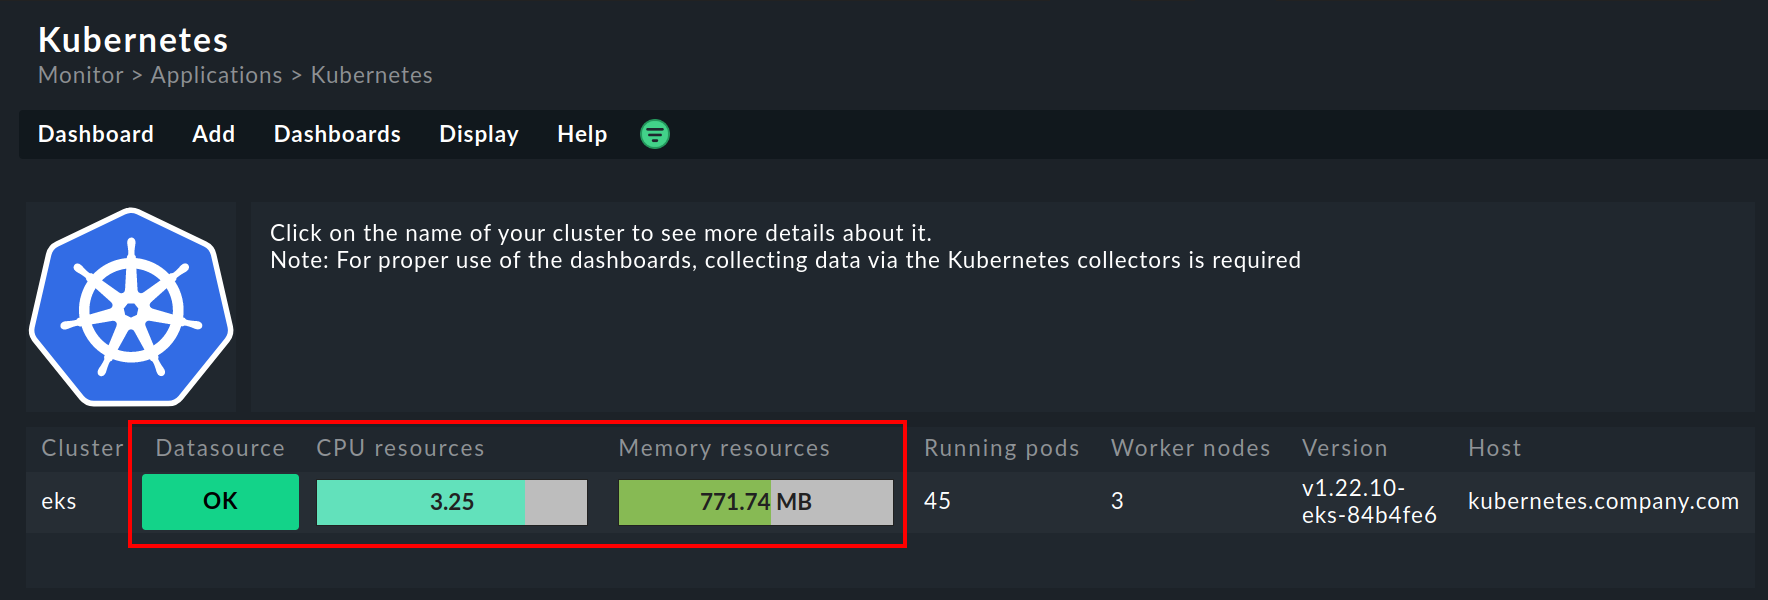 Kubernetes
Monitor > Applications > Kubernetes
Dashboard Add Dashboards Display Help
Click on the name of your cluster to see more details about it.
Note: For proper use of the dashboards, collecting data via the Kubernetes collectors is required
Cluster Datasource CPU resources Memory resources Running pods Worker nodes Version Host
eks OK 3.25 771.74 MB 45 3 v1.22.10-
eks-84b4fe6 kubernetes.company.com